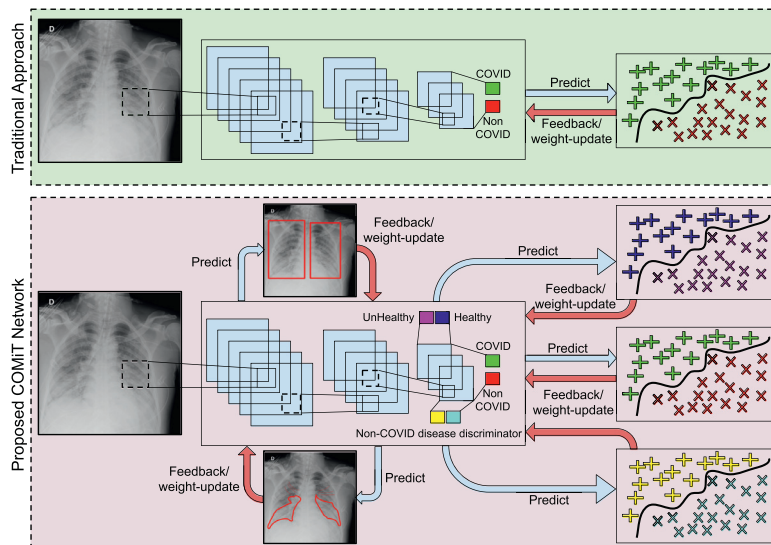 Traditional Approach
D
COVID
Non
COVID
Predict
Feedback/
weight-update
Proposed COMiT Network
D
D
Predict
Feedback/
weight-update
UnHealthy
Healthy
COVID
Non
COVID
Non-COVID disease discriminator
Predict
Feedback/
weight-update
Predict
Feedback/
weight-update
Feedback/
weight-update
Predict
D
Predict